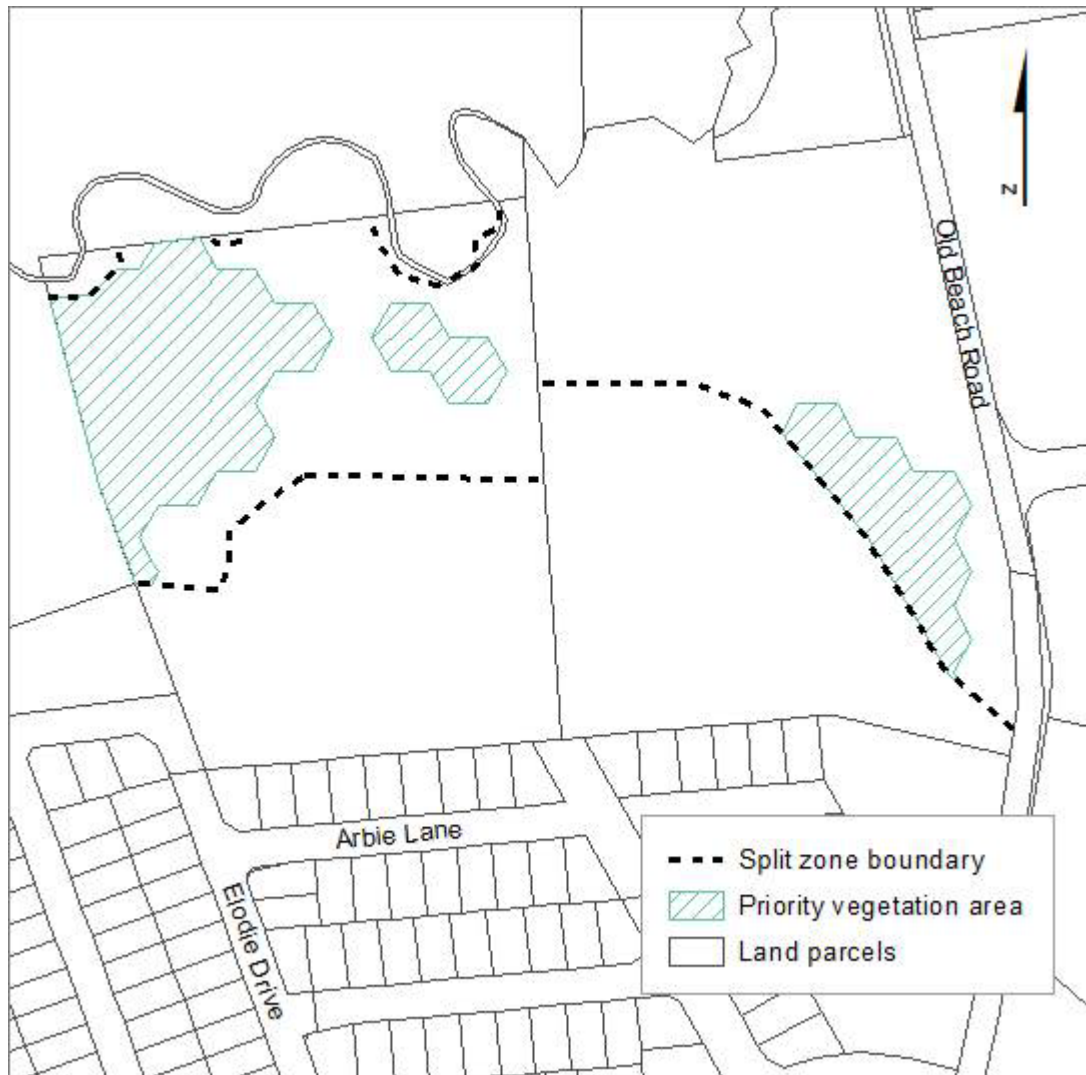 z
Old Beach Road
Arbie Lane
Elodie Drive
Split zone boundary
Priority vegetation area
Land parcels